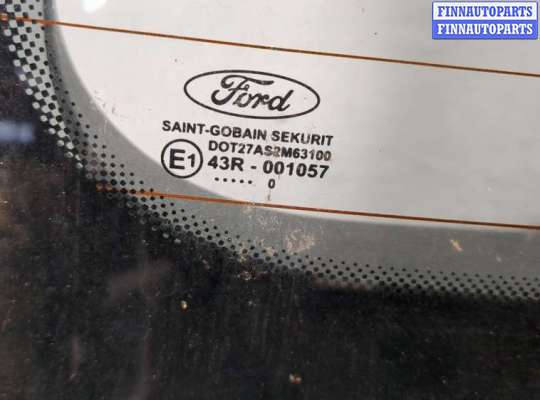 FINNAUTOPARTS
FINNAUTOPARTS
Ford
SAINT-GOBAIN SEKURIT
DOT27AS2M63100
E1 43R - 001057
..... 0